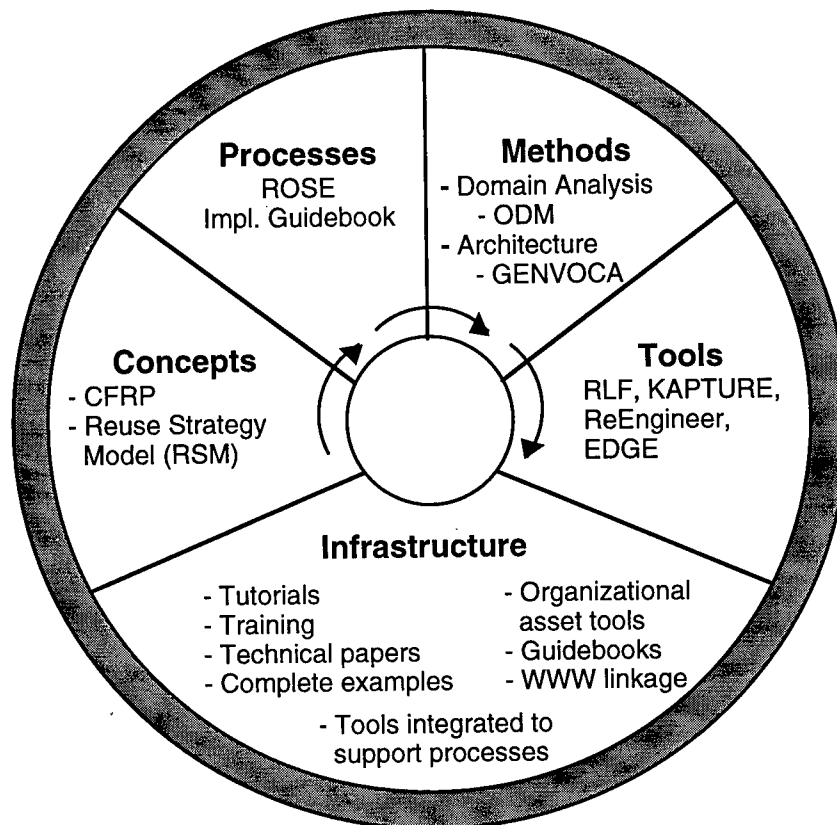 Processes
ROSE
Impl. Guidebook
Methods
- Domain Analysis
- ODM
- Architecture
- GENVOCA
Concepts
- CFRP
- Reuse Strategy
Model (RSM)
Tools
RLF, KAPTURE,
ReEngineer,
EDGE
Infrastructure
- Tutorials
- Training
- Technical papers
- Complete examples
- Organizational
asset tools
- Guidebooks
- WWW linkage
- Tools integrated to
support processes